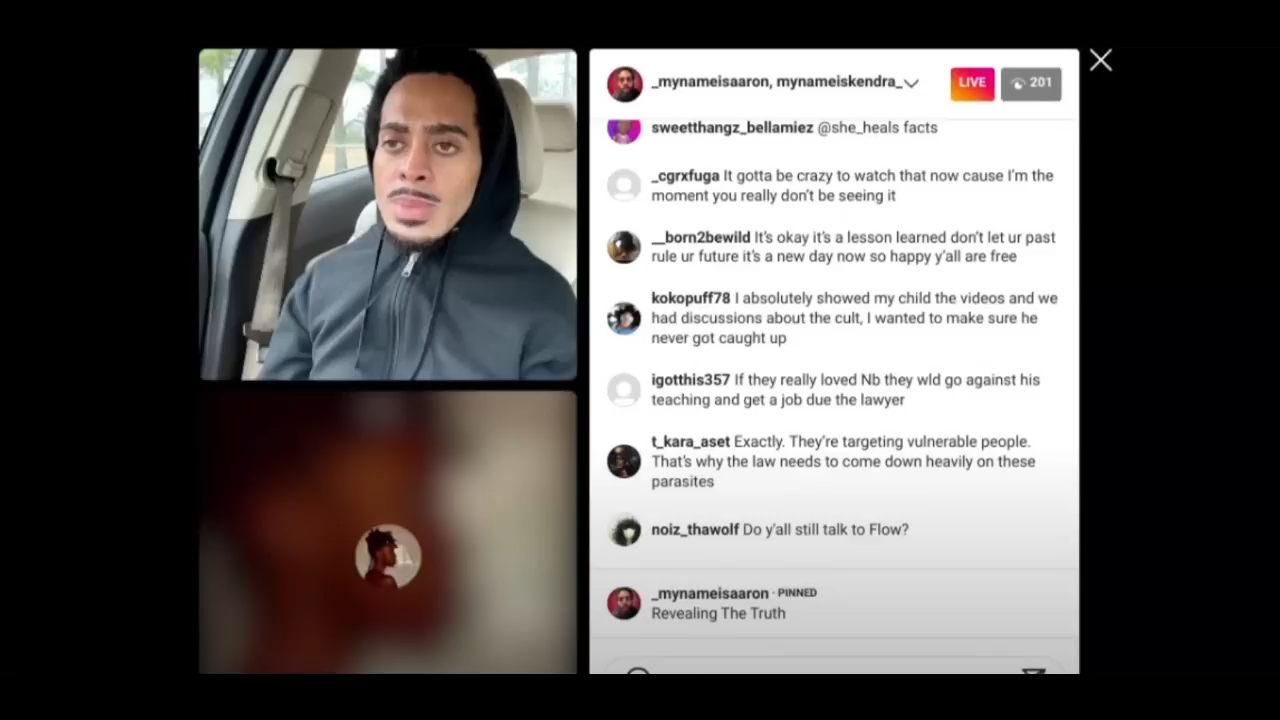 _mynameisaaron, mynameiskendra_
LIVE
201
sweetthangz_bellamiez @she_heals facts
_cgrxfuga It gotta be crazy to watch that now cause I'm the
moment you really don't be seeing it
__born2bewild It's okay it's a lesson learned don't let ur past
rule ur future it's a new day now so happy y'all are free
kokopuff78 I absolutely showed my child the videos and we
had discussions about the cult, I wanted to make sure he
never got caught up
igotthis357 If they really loved Nb they wld go against his
teaching and get a job due the lawyer
t_kara_aset Exactly. They're targeting vulnerable people.
That's why the law needs to come down heavily on these
parasites
noiz_thawolf Do y'all still talk to Flow?
_mynameisaaron · PINNED
Revealing The Truth